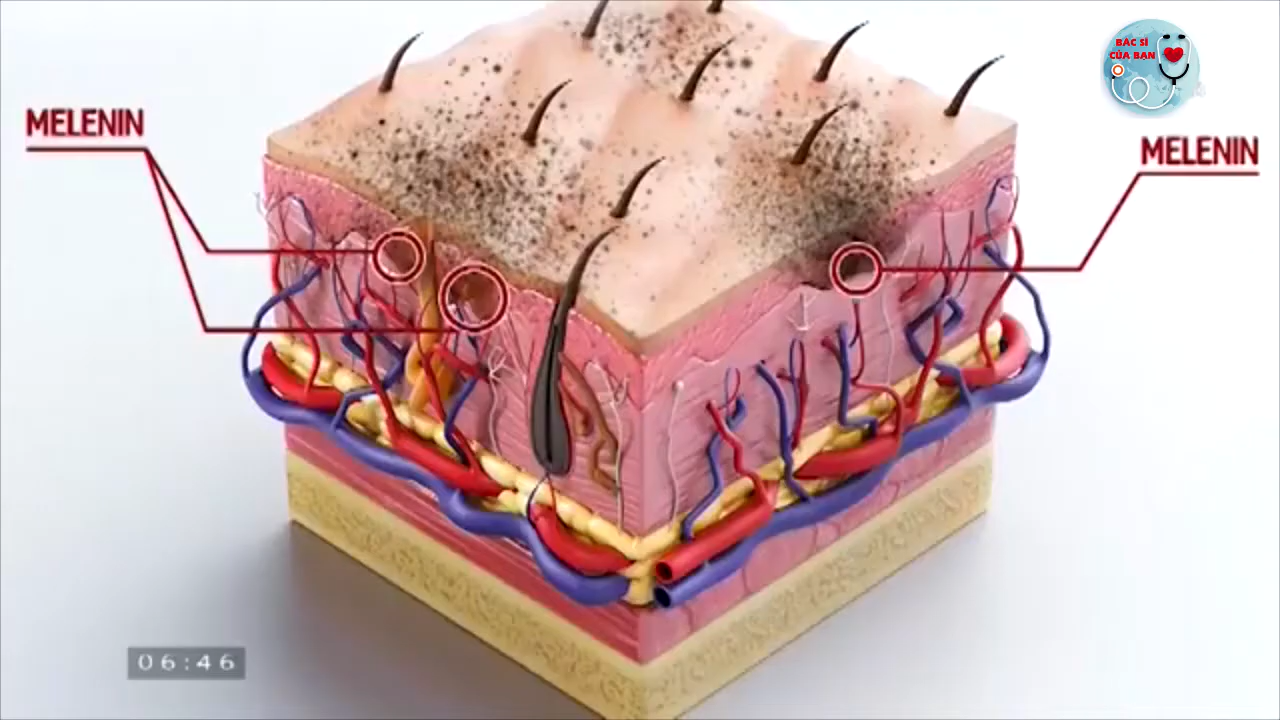 BÁC SĨ
CỦA BẠN
MELENIN
MELENIN
06:46